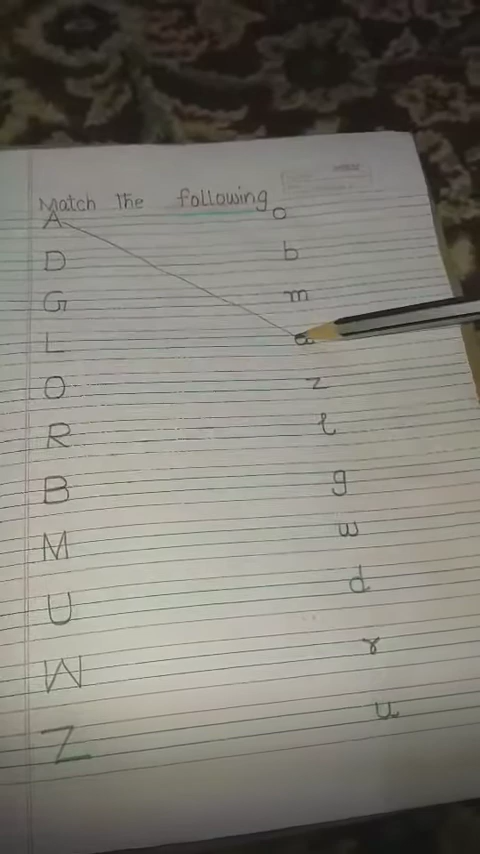 Match The following
A o
D b
G m
L a
O z
R l
B g
M w
U d
W r
Z u